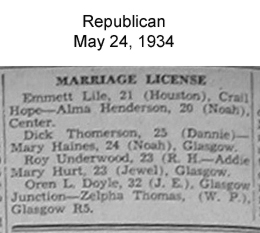 Republican
May 24, 1934
MARRIAGE LICENSE
Emmett Lile, 21 (Houston), Crail
Hope—Alma Henderson, 20 (Noah),
Center.
Dick Thomerson, 25 (Dannie)—
Mary Haines, 24 (Noah), Glasgow.
Roy Underwood, 23 (R. H.—Addie
Mary Hurt, 23 (Jewel), Glasgow.
Oren L. Doyle, 32 (J. E.), Glasgow
Junction—Zelpha Thomas, (W. P.),
Glasgow R5.